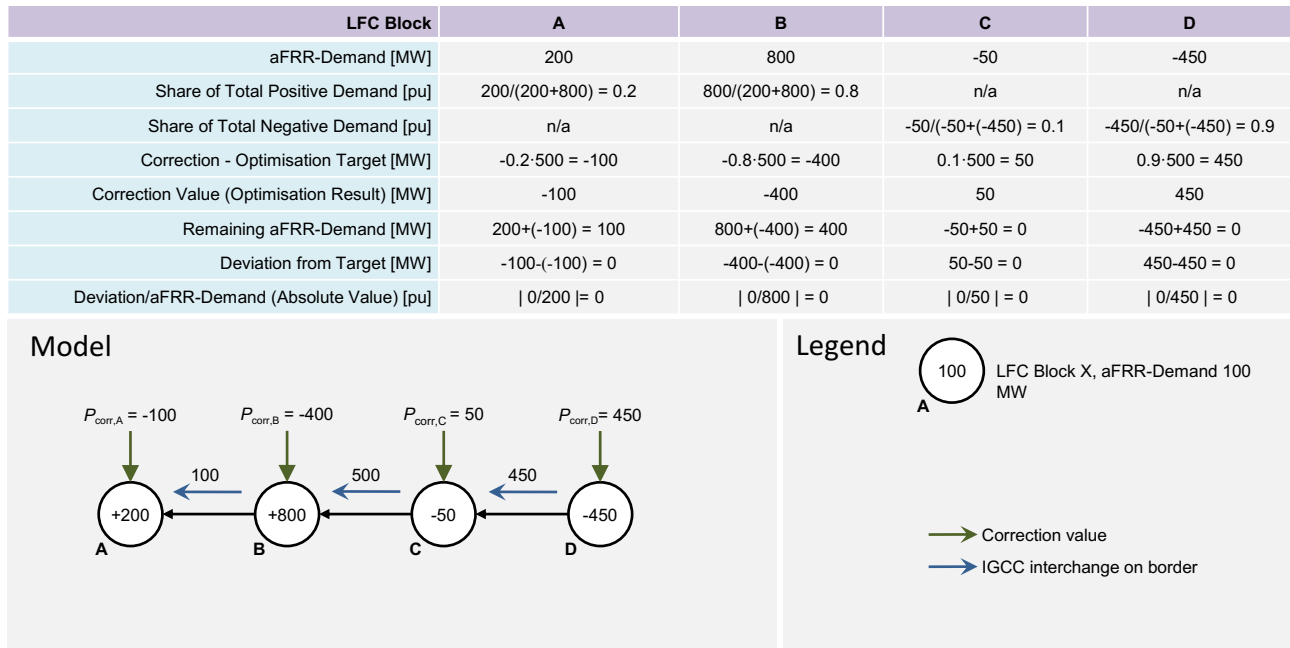 LFC Block A B C D
aFRR-Demand [MW] 200 800 -50 -450
Share of Total Positive Demand [pu] 200/(200+800) = 0.2 800/(200+800) = 0.8 n/a n/a
Share of Total Negative Demand [pu] n/a n/a -50/(-50+(-450) = 0.1 -450/(-50+(-450) = 0.9
Correction - Optimisation Target [MW] -0.2·500 = -100 -0.8·500 = -400 0.1·500 = 50 0.9·500 = 450
Correction Value (Optimisation Result) [MW] -100 -400 50 450
Remaining aFRR-Demand [MW] 200+(-100) = 100 800+(-400) = 400 -50+50 = 0 -450+450 = 0
Deviation from Target [MW] -100-(-100) = 0 -400-(-400) = 0 50-50 = 0 450-450 = 0
Deviation/aFRR-Demand (Absolute Value) [pu] | 0/200 |= 0 | 0/800 | = 0 | 0/50 | = 0 | 0/450 | = 0
Model
Pcorr,A = -100 Pcorr,B = -400 Pcorr,C = 50 Pcorr,D= 450
100 500 450
+200 +800 -50 -450
A B C D
Legend
100
A
LFC Block X, aFRR-Demand 100
MW
Correction value
IGCC interchange on border